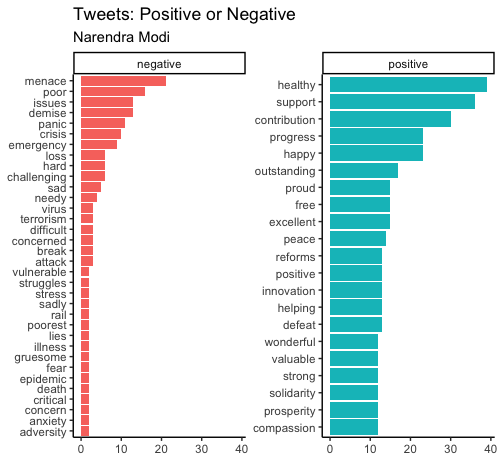 Tweets: Positive or Negative
Narendra Modi
negative
menace
poor
issues
demise
panic
crisis
emergency
loss
hard
challenging
sad
needy
virus
terrorism
difficult
concerned
break
attack
vulnerable
struggles
stress
sadly
rail
poorest
lies
illness
gruesome
fear
epidemic
death
critical
concern
anxiety
adversity
0 10 20 30 40
positive
healthy
support
contribution
progress
happy
outstanding
proud
free
excellent
peace
reforms
positive
innovation
helping
defeat
wonderful
valuable
strong
solidarity
prosperity
compassion
0 10 20 30 40